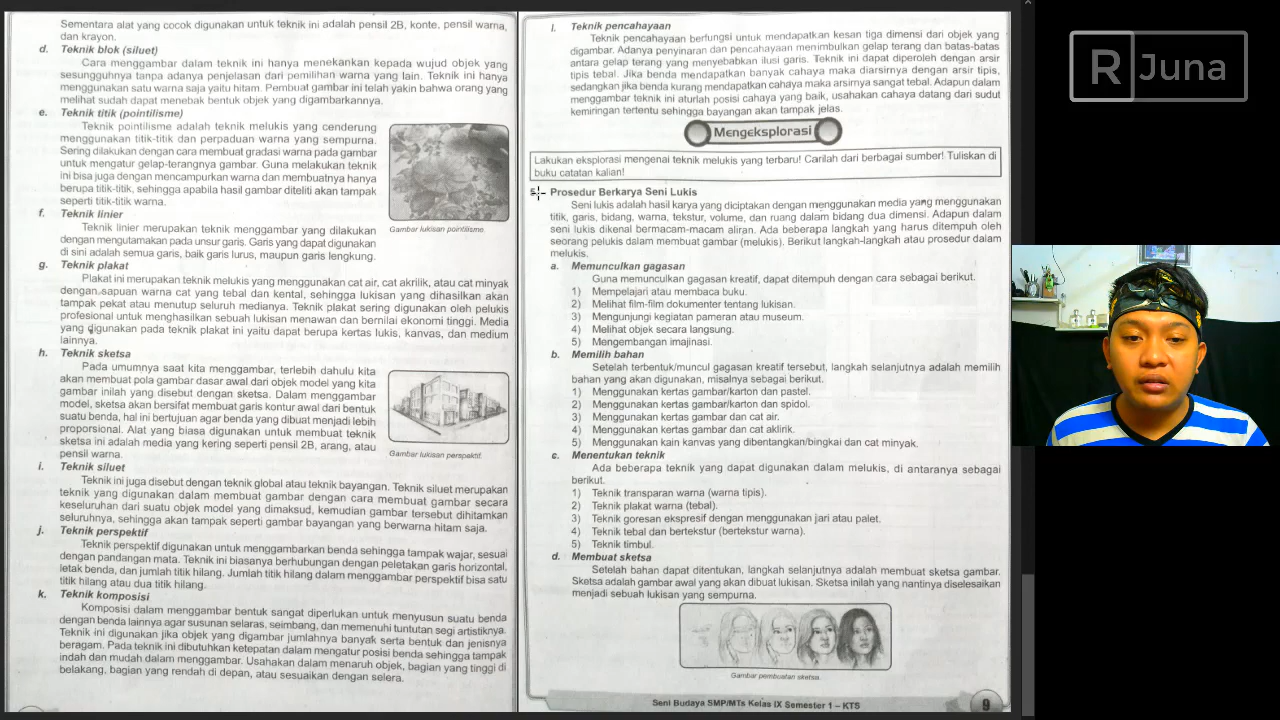 Sementara alat yang cocok digunakan untuk teknik ini adalah pensil 2B, konte, pensil warna,
dan krayon.
d. Teknik blok (siluet)
Cara menggambar dalam teknik ini hanya menekankan kepada wujud objek yang
sesungguhnya tanpa adanya penjelasan dari pemilihan warna yang lain. Teknik ini hanya
menggunakan satu warna saja yaitu hitam. Pembuat gambar ini telah yakin bahwa orang yang
melihat sudah dapat menebak bentuk objek yang digambarkannya.
e. Teknik titik (pointilisme)
Teknik pointilisme adalah teknik melukis yang cenderung
menggunakan titik-titik dan perpaduan warna yang sempurna.
Sering dilakukan dengan cara membuat gradasi warna pada gambar
untuk mengatur gelap-terangnya gambar. Guna melakukan teknik
ini bisa juga dengan mencampurkan warna dan membuatnya hanya
berupa titik-titik, sehingga apabila hasil gambar diteliti akan tampak
seperti titik-titik warna.
Gambar lukisan pointilisme.
f. Teknik linier
Teknik linier merupakan teknik menggambar yang dilakukan
dengan mengutamakan pada unsur garis. Garis yang dapat digunakan
di sini adalah semua garis, baik garis lurus, maupun garis lengkung.
g. Teknik plakat
Plakat ini merupakan teknik melukis yang menggunakan cat air, cat akrilik, atau cat minyak
dengan sapuan warna cat yang tebal dan kental, sehingga lukisan yang dihasilkan akan
tampak pekat atau menutup seluruh medianya. Teknik plakat sering digunakan oleh pelukis
profesional untuk menghasilkan sebuah lukisan menawan dan bernilai ekonomi tinggi. Media
yang digunakan pada teknik plakat ini yaitu dapat berupa kertas lukis, kanvas, dan medium
lainnya.
h. Teknik sketsa
Pada umumnya saat kita menggambar, terlebih dahulu kita
akan membuat pola gambar dasar awal dari objek model yang kita
gambar inilah yang disebut dengan sketsa. Dalam menggambar
model, sketsa akan bersifat membuat garis kontur awal dari bentuk
suatu benda, hal ini bertujuan agar benda yang dibuat menjadi lebih
proporsional. Alat yang biasa digunakan untuk membuat teknik
sketsa ini adalah media yang kering seperti pensil 2B, arang, atau
pensil warna.
Gambar lukisan perspektif.
i. Teknik siluet
Teknik ini juga disebut dengan teknik global atau teknik bayangan. Teknik siluet merupakan
teknik yang digunakan dalam membuat gambar dengan cara membuat gambar secara
keseluruhan dari suatu objek model yang dimaksud, kemudian gambar tersebut dihitamkan
seluruhnya, sehingga akan tampak seperti gambar bayangan yang berwarna hitam saja.
j. Teknik perspektif
Teknik perspektif digunakan untuk menggambarkan benda sehingga tampak wajar, sesuai
dengan pandangan mata. Teknik ini biasanya berhubungan dengan peletakan garis horizontal,
letak benda, dan jumlah titik hilang. Jumlah titik hilang dalam menggambar perspektif bisa satu
titik hilang atau dua titik hilang.
k. Teknik komposisi
Komposisi dalam menggambar bentuk sangat diperlukan untuk menyusun suatu benda
dengan benda lainnya agar susunan selaras, seimbang, dan memenuhi tuntutan segi artistiknya.
Teknik ini digunakan jika objek yang digambar jumlahnya banyak serta bentuk dan jenisnya
beragam. Pada teknik ini dibutuhkan ketepatan dalam mengatur posisi benda sehingga tampak
indah dan mudah dalam menggambar. Usahakan dalam menaruh objek, bagian yang tinggi di
belakang, bagian yang rendah di depan, atau sesuaikan dengan selera.
l. Teknik pencahayaan
Teknik pencahayaan berfungsi untuk mendapatkan kesan tiga dimensi dari objek yang
digambar. Adanya penyinaran dan pencahayaan menimbulkan gelap terang dan batas-batas
antara gelap terang yang menyebabkan ilusi garis. Teknik ini dapat diperoleh dengan arsir
tipis tebal. Jika benda mendapatkan banyak cahaya maka diarsirnya dengan arsir tipis,
sedangkan jika benda kurang mendapatkan cahaya maka arsirnya sangat tebal. Adapun dalam
menggambar teknik ini aturlah posisi cahaya yang baik, usahakan cahaya datang dari sudut
kemiringan tertentu sehingga bayangan akan tampak jelas.
Mengeksplorasi
Lakukan eksplorasi mengenai teknik melukis yang terbaru! Carilah dari berbagai sumber! Tuliskan di
buku catatan kalian!
Prosedur Berkarya Seni Lukis
Seni lukis adalah hasil karya yang diciptakan dengan menggunakan media yang menggunakan
titik, garis, bidang, warna, tekstur, volume, dan ruang dalam bidang dua dimensi. Adapun dalam
seni lukis dikenal bermacam-macam aliran. Ada beberapa langkah yang harus ditempuh oleh
seorang pelukis dalam membuat gambar (melukis). Berikut langkah-langkah atau prosedur dalam
melukis.
a. Memunculkan gagasan
Guna memunculkan gagasan kreatif, dapat ditempuh dengan cara sebagai berikut.
1) Mempelajari atau membaca buku.
2) Melihat film-film dokumenter tentang lukisan.
3) Mengunjungi kegiatan pameran atau museum.
4) Melihat objek secara langsung.
5) Mengembangan imajinasi.
b. Memilih bahan
Setelah terbentuk/muncul gagasan kreatif tersebut, langkah selanjutnya adalah memilih
bahan yang akan digunakan, misalnya sebagai berikut.
1) Menggunakan kertas gambar/karton dan pastel.
2) Menggunakan kertas gambar/karton dan spidol.
3) Menggunakan kertas gambar dan cat air.
4) Menggunakan kertas gambar dan cat aklirik.
5) Menggunakan kain kanvas yang dibentangkan/bingkai dan cat minyak.
c. Menentukan teknik
Ada beberapa teknik yang dapat digunakan dalam melukis, di antaranya sebagai
berikut.
1) Teknik transparan warna (warna tipis).
2) Teknik plakat warna (tebal).
3) Teknik goresan ekspresif dengan menggunakan jari atau palet.
4) Teknik tebal dan bertekstur (bertekstur warna).
5) Teknik timbul.
d. Membuat sketsa
Setelah bahan dapat ditentukan, langkah selanjutnya adalah membuat sketsa gambar.
Sketsa adalah gambar awal yang akan dibuat lukisan. Sketsa inilah yang nantinya diselesaikan
menjadi sebuah lukisan yang sempurna.
Gambar pembuatan sketsa.
Seni Budaya SMP/MTs Kelas IX Semester 1 – KTS
9
R Juna